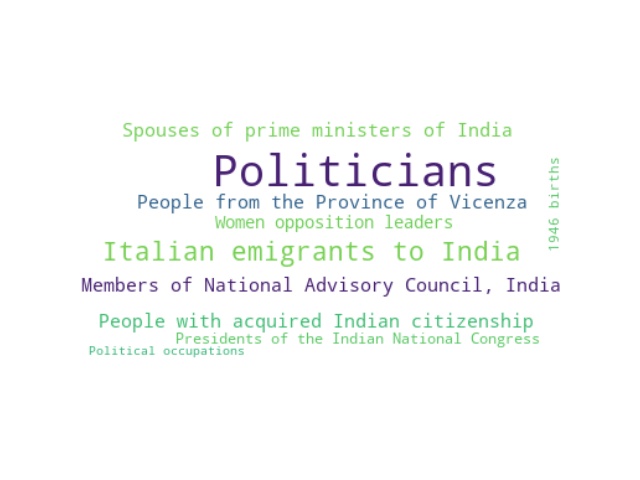 Spouses of prime ministers of India
Politicians
1946 births
People from the Province of Vicenza
Women opposition leaders
Italian emigrants to India
Members of National Advisory Council, India
People with acquired Indian citizenship
Presidents of the Indian National Congress
Political occupations